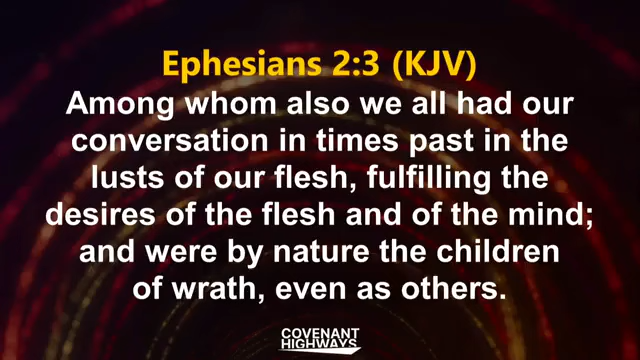 Ephesians 2:3 (KJV)
Among whom also we all had our
conversation in times past in the
lusts of our flesh, fulfilling the
desires of the flesh and of the mind;
and were by nature the children
of wrath, even as others.
COVENANT
HIGHWAYS